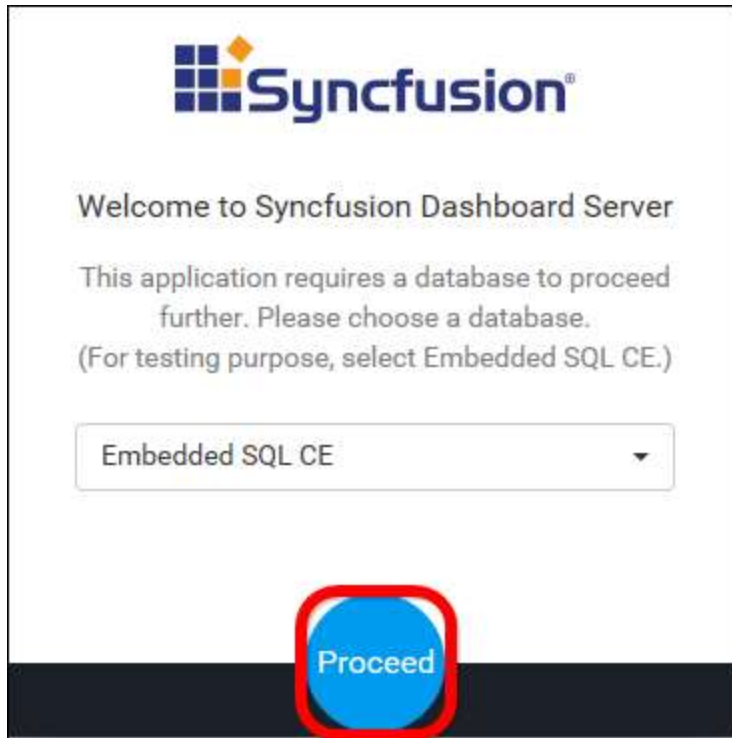 Syncfusion®
Welcome to Syncfusion Dashboard Server
This application requires a database to proceed
further. Please choose a database.
(For testing purpose, select Embedded SQL CE.)
Embedded SQL CE
Proceed